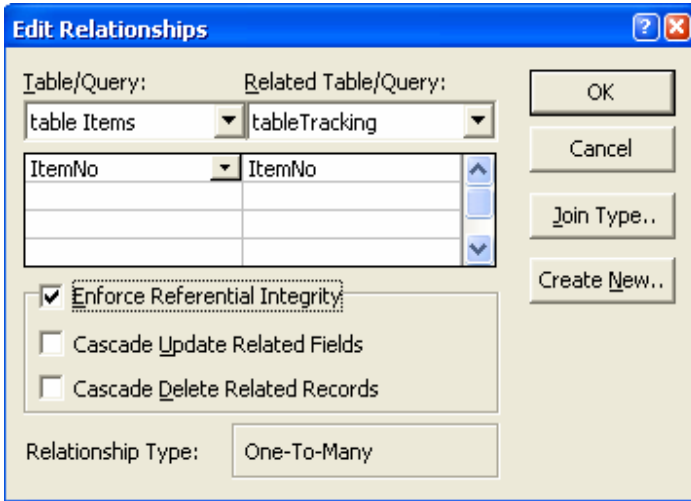 Edit Relationships
Table/Query: Related Table/Query:
OK
table Items tableTracking
Cancel
ItemNo ItemNo
Join Type..
Create New..
Enforce Referential Integrity
Cascade Update Related Fields
Cascade Delete Related Records
Relationship Type: One-To-Many